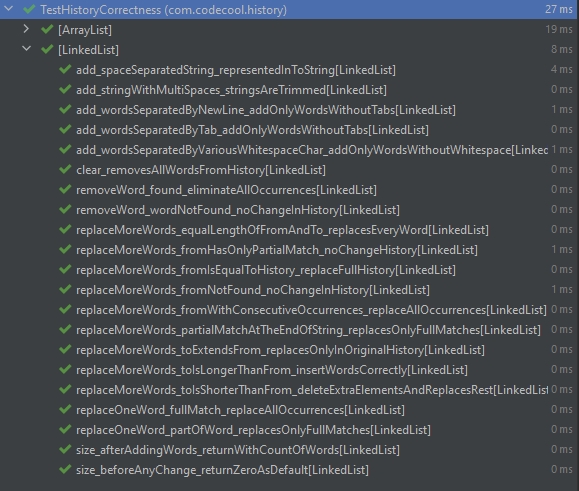 TestHistoryCorrectness (com.codecool.history) 27 ms
[ArrayList] 19 ms
[LinkedList] 8 ms
add_spaceSeparatedString_representedInToString[LinkedList] 4 ms
add_stringWithMultiSpaces_stringsAreTrimmed[LinkedList] 0 ms
add_wordsSeparatedByNewLine_addOnlyWordsWithoutTabs[LinkedList] 1 ms
add_wordsSeparatedByTab_addOnlyWordsWithoutTabs[LinkedList] 0 ms
add_wordsSeparatedByVariousWhitespaceChar_addOnlyWordsWithoutWhitespace[Linkec 1 ms
clear_removesAllWordsFromHistory[LinkedList] 0 ms
removeWord_found_eliminateAllOccurrences[LinkedList] 0 ms
removeWord_wordNotFound_noChangeInHistory[LinkedList] 0 ms
replaceMoreWords_equalLengthOfFromAndTo_replacesEveryWord[LinkedList] 0 ms
replaceMoreWords_fromHasOnlyPartialMatch_noChangeHistory[LinkedList] 1 ms
replaceMoreWords_fromIsEqualToHistory_replaceFullHistory[LinkedList] 0 ms
replaceMoreWords_fromNotFound_noChangeInHistory[LinkedList] 1 ms
replaceMoreWords_fromWithConsecutiveOccurrences_replaceAllOccurrences[LinkedList] 0 ms
replaceMoreWords_partialMatchAtTheEndOfString_replacesOnlyFullMatches[LinkedList] 0 ms
replaceMoreWords_toExtendsFrom_replacesOnlyInOriginalHistory[LinkedList] 0 ms
replaceMoreWords_toIsLongerThanFrom_insertWordsCorrectly[LinkedList] 0 ms
replaceMoreWords_toIsShorterThanFrom_deleteExtraElementsAndReplacesRest[LinkedList 0 ms
replaceOneWord_fullMatch_replaceAllOccurrences[LinkedList] 0 ms
replaceOneWord_partOfWord_replacesOnlyFullMatches[LinkedList] 0 ms
size_afterAddingWords_returnWithCountOfWords[LinkedList] 0 ms
size_beforeAnyChange_returnZeroAsDefault[LinkedList] 0 ms